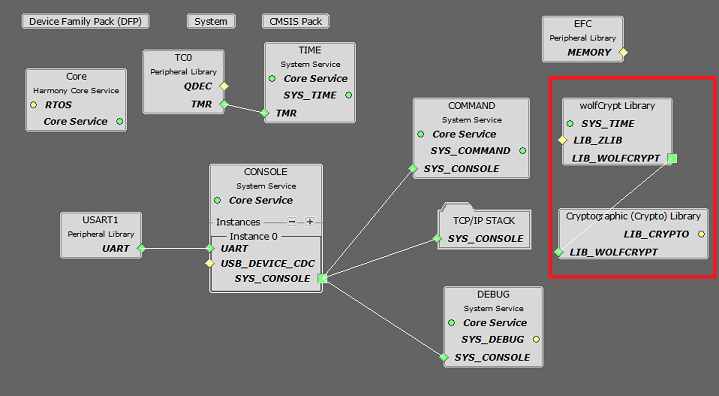 Device Family Pack (DFP)
System
CMSIS Pack
EFC
Peripheral Library
MEMORY
TIME
System Service
Core Service
SYS_TIME
TMR
TC0
Peripheral Library
QDEC
TMR
Core
Harmony Core Service
RTOS
Core Service
COMMAND
System Service
Core Service
SYS_COMMAND
SYS_CONSOLE
wolfCrypt Library
SYS_TIME
LIB_ZLIB
LIB_WOLFCRYPT
CONSOLE
System Service
Core Service
Instances
Instance 0
UART
USB_DEVICE_CDC
SYS_CONSOLE
USART1
Peripheral Library
UART
TCP/IP STACK
SYS_CONSOLE
Cryptographic (Crypto) Library
LIB_CRYPTO
LIB_WOLFCRYPT
DEBUG
System Service
Core Service
SYS_DEBUG
SYS_CONSOLE